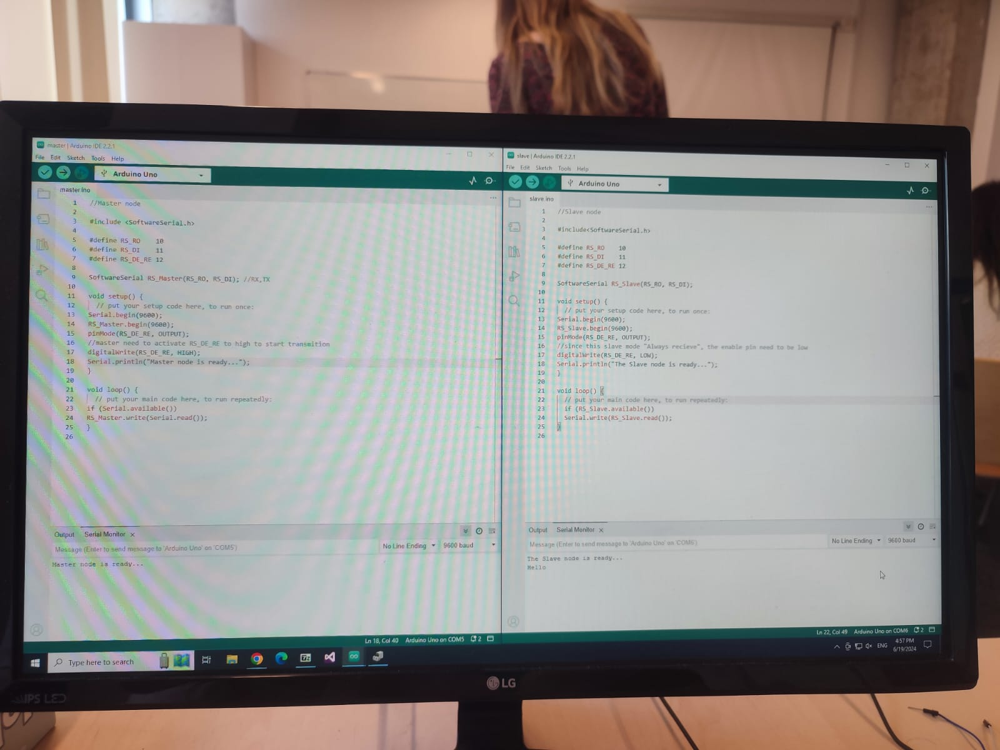 master | Arduino IDE 2.2.1
File Edit Sketch Tools Help
Arduino Uno
master.ino
1 //Master node
2
3 #include <SoftwareSerial.h>
4
5 #define RS_RO 10
6 #define RS_DI 11
7 #define RS_DE_RE 12
8
9 SoftwareSerial RS_Master(RS_RO, RS_DI); //RX,TX
10
11 void setup() {
12 // put your setup code here, to run once:
13 Serial.begin(9600);
14 RS_Master.begin(9600);
15 pinMode(RS_DE_RE, OUTPUT);
16 //master need to activate RS_DE_RE to high to start transmition
17 digitalWrite(RS_DE_RE, HIGH);
18 Serial.println("Master node is ready...");
19 }
20
21 void loop() {
22 // put your main code here, to run repeatedly:
23 if (Serial.available())
24 RS_Master.write(Serial.read());
25 }
26
Output Serial Monitor
Message (Enter to send message to 'Arduino Uno' on 'COM5')
No Line Ending 9600 baud
Master node is ready...
Ln 18, Col 40 Arduino Uno on COM5 2
slave | Arduino IDE 2.2.1
File Edit Sketch Tools Help
Arduino Uno
slave.ino
1 //Slave node
2
3 #include<SoftwareSerial.h>
4
5 #define RS_RO 10
6 #define RS_DI 11
7 #define RS_DE_RE 12
8
9 SoftwareSerial RS_Slave(RS_RO, RS_DI);
10
11 void setup() {
12 // put your setup code here, to run once:
13 Serial.begin(9600);
14 RS_Slave.begin(9600);
15 pinMode(RS_DE_RE, OUTPUT);
16 //since this slave mode "Always recieve", the enable pin need to be low
17 digitalWrite(RS_DE_RE, LOW);
18 Serial.println("The Slave node is ready...");
19 }
20
21 void loop() {
22 // put your main code here, to run repeatedly:
23 if (RS_Slave.available())
24 Serial.write(RS_Slave.read());
25 }
26
Output Serial Monitor
Message (Enter to send message to 'Arduino Uno' on 'COM6')
No Line Ending 9600 baud
The Slave node is ready...
Hello
Ln 22, Col 49 Arduino Uno on COM6 2
Type here to search
ENG
4:57 PM
6/19/2024
LG
IPS LED